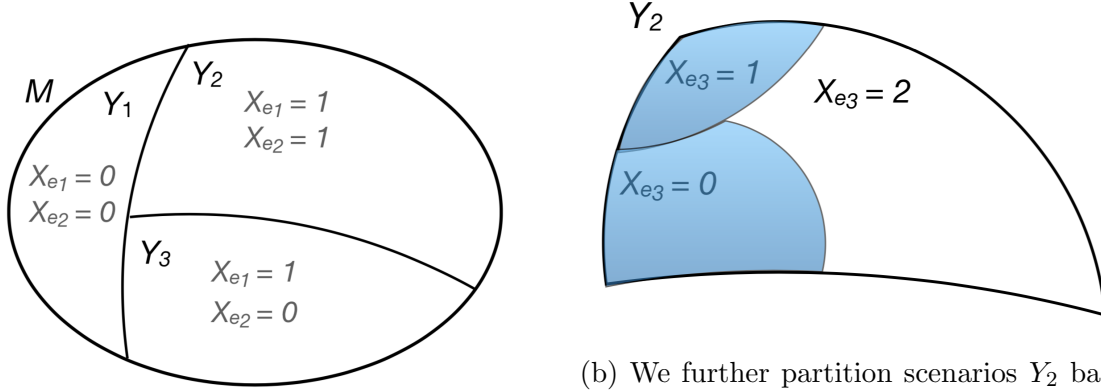 M
Y1
Y2
Xe1 = 1
Xe2 = 1
Xe1 = 0
Xe2 = 0
Y3
Xe1 = 1
Xe2 = 0
Y2
Xe3 = 1
Xe3 = 2
Xe3 = 0
(b) We further partition scenarios Y2 ba